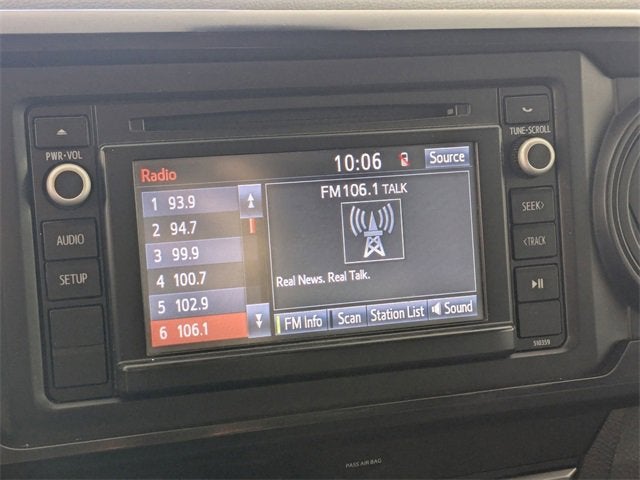 PWR•VOL
AUDIO
SETUP
Radio
10:06
Source
1 93.9
2 94.7
3 99.9
4 100.7
5 102.9
6 106.1
FM106.1 TALK
Real News. Real Talk.
FM Info
Scan
Station List
Sound
TUNE•SCROLL
SEEK>
<TRACK
510359
PASS AIR BAG